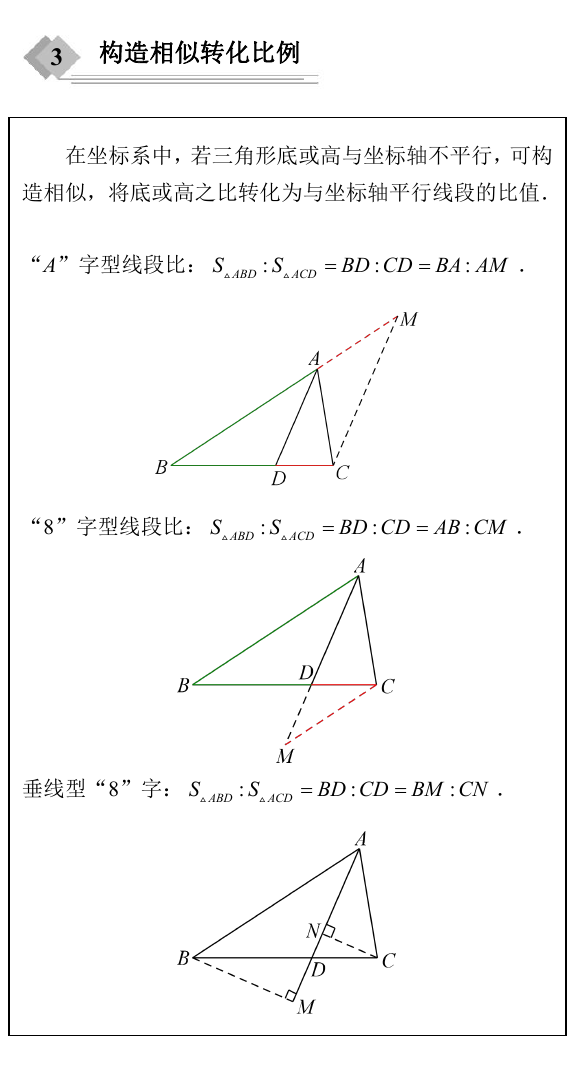 3 构造相似转化比例
在坐标系中，若三角形底或高与坐标轴不平行，可构
造相似，将底或高之比转化为与坐标轴平行线段的比值．
“A”字型线段比：S△ABD : S△ACD = BD : CD = BA : AM ．
M
A
B
D
C
“8”字型线段比：S△ABD : S△ACD = BD : CD = AB : CM ．
A
B
D
C
M
垂线型“8”字：S△ABD : S△ACD = BD : CD = BM : CN ．
A
N
B
D
C
M